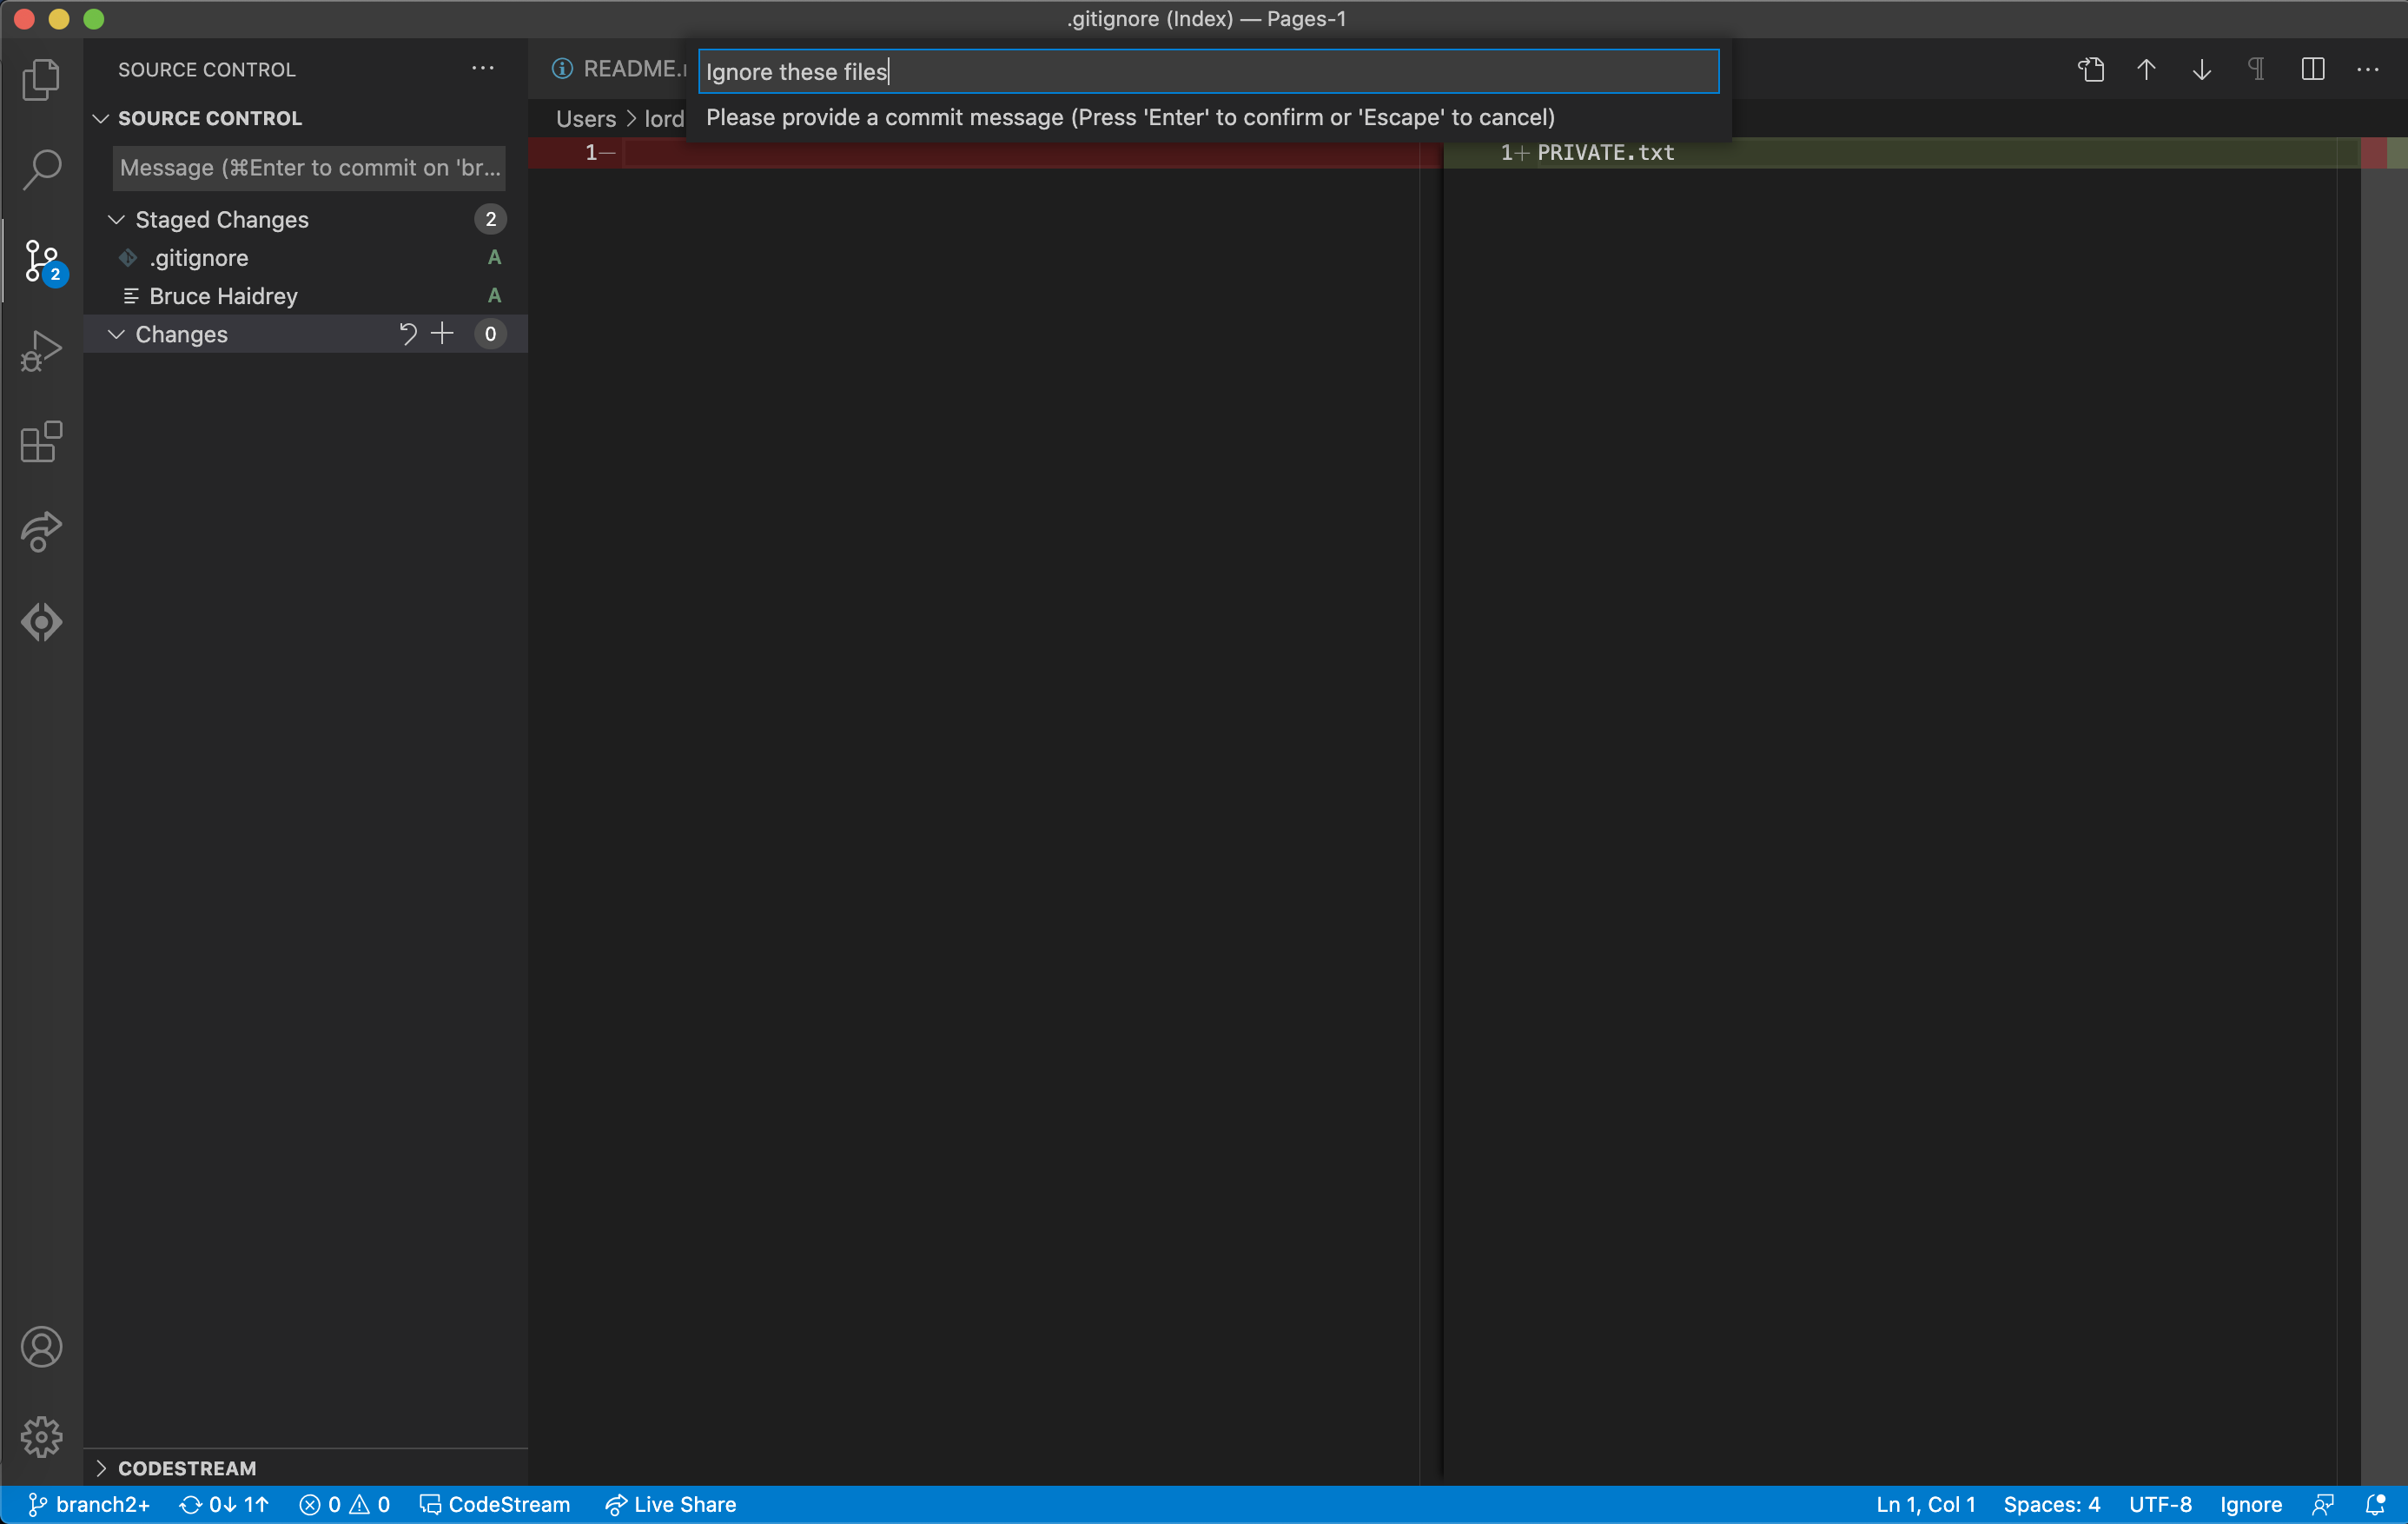 .gitignore (Index) — Pages-1
SOURCE CONTROL
SOURCE CONTROL
Message (⌘Enter to commit on 'br...
Staged Changes 2
.gitignore A
Bruce Haidrey A
Changes 0
2
CODESTREAM
README.
Ignore these files
Users > lord
Please provide a commit message (Press 'Enter' to confirm or 'Escape' to cancel)
1—
1+ PRIVATE.txt
branch2+ 0↓ 1↑ 0 0 CodeStream Live Share Ln 1, Col 1 Spaces: 4 UTF-8 Ignore